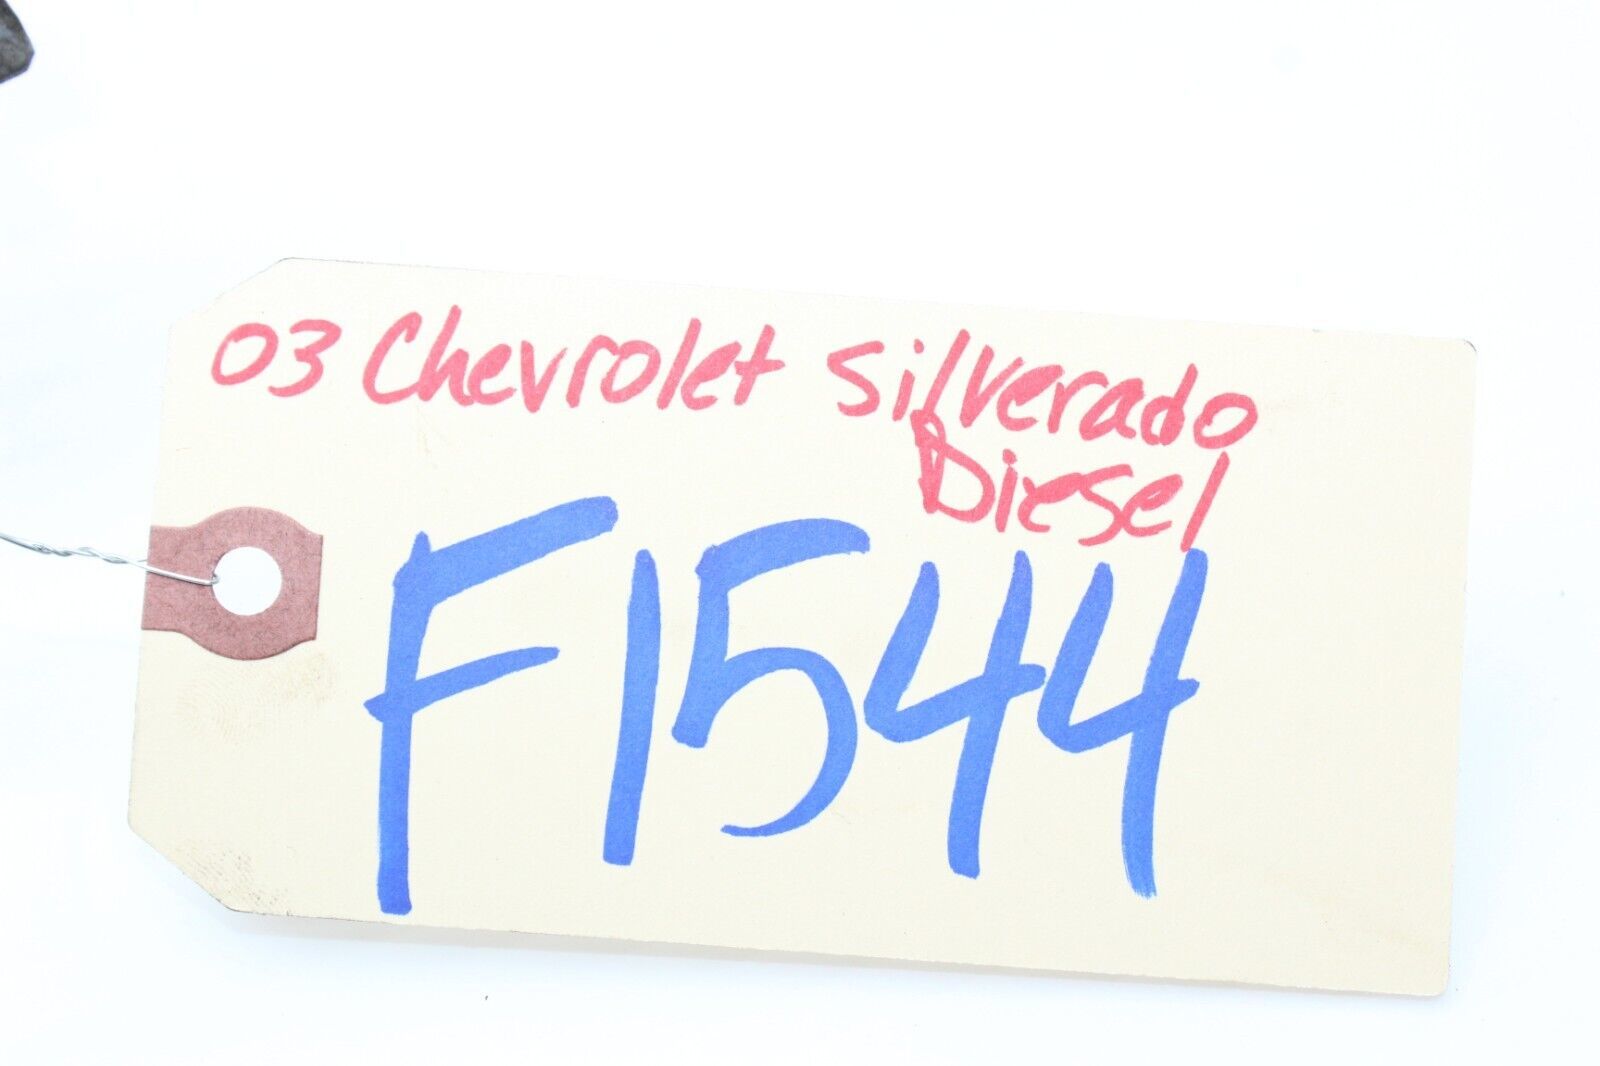 03 Chevrolet Silverado
Diesel
F1544